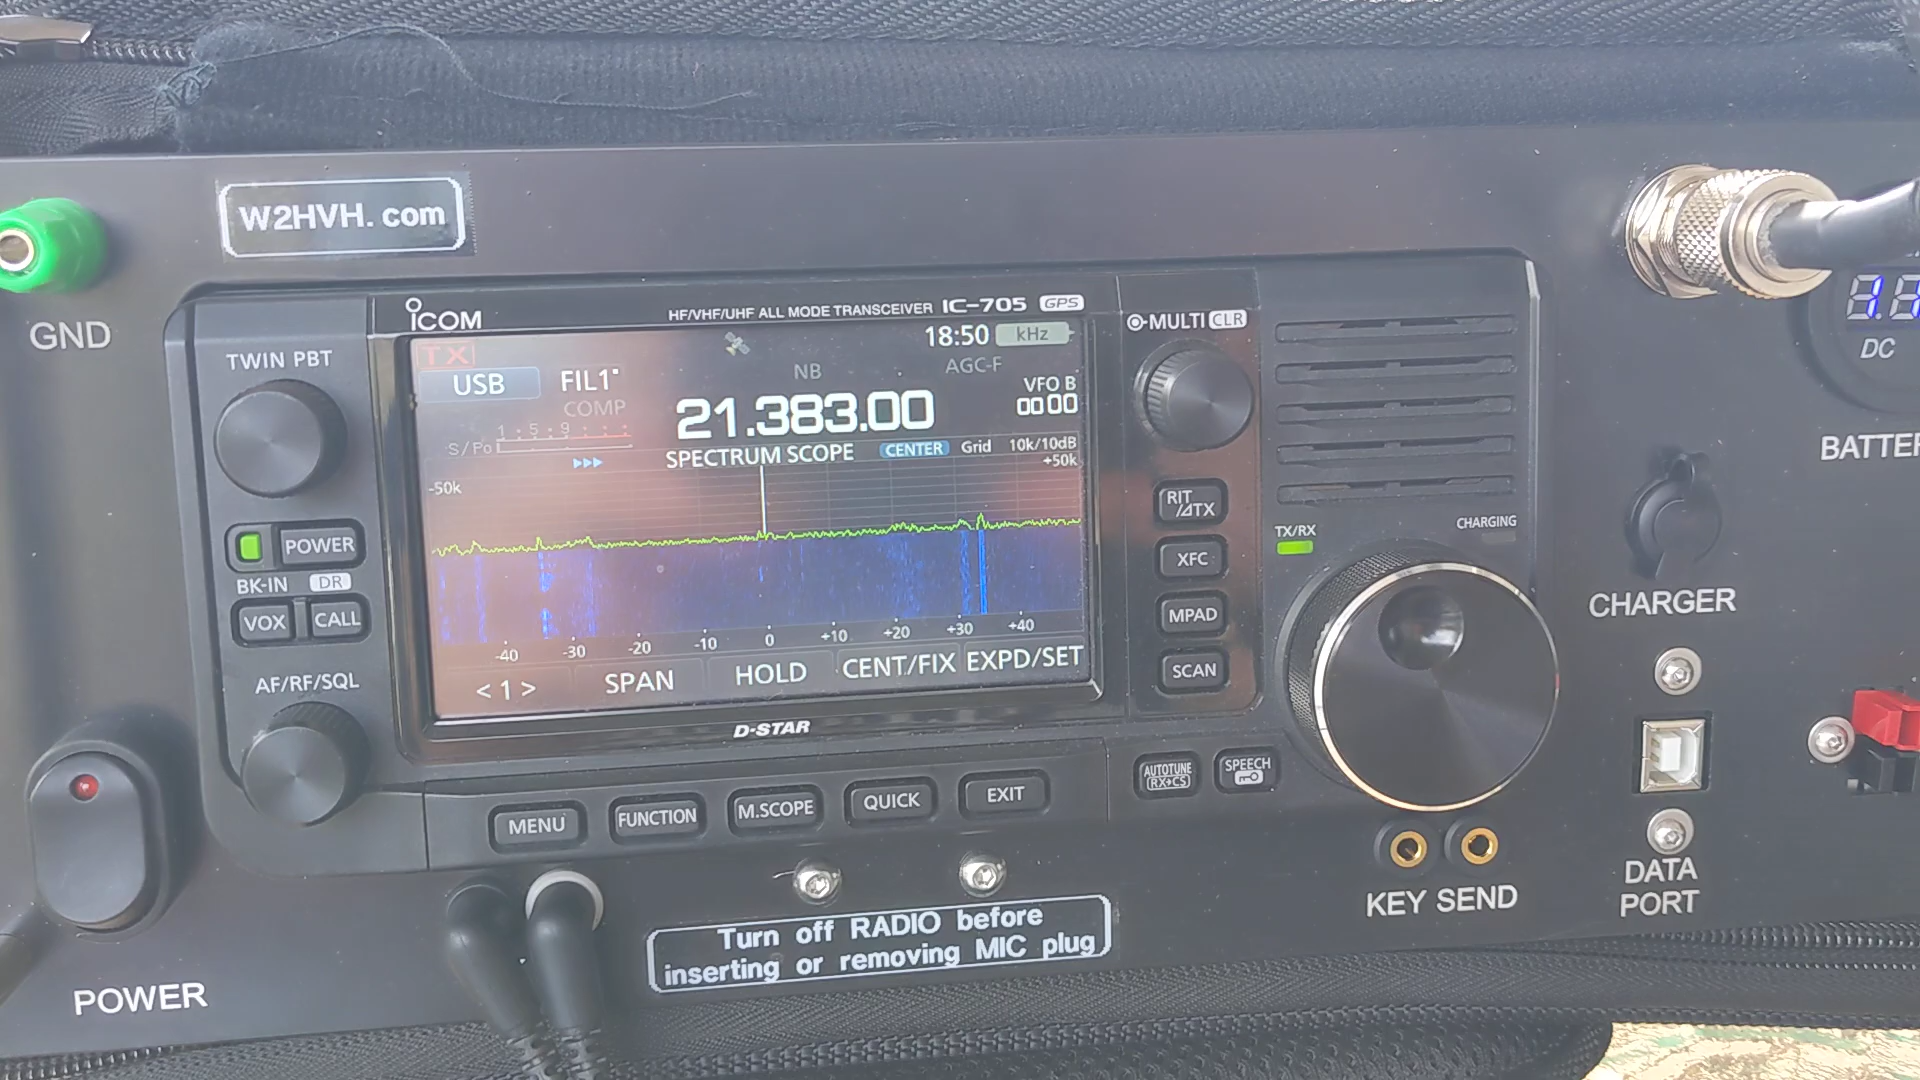 W2HVH. com
GND
ICOM
HF/VHF/UHF ALL MODE TRANSCEIVER IC-705 GPS
MULTI CLR
TWIN PBT
TX
18:50 kHz
USB
FIL1
NB
AGC-F
COMP
21.383.00
VFO B
00 00
S/Po
1 · 5 · 9
SPECTRUM SCOPE CENTER Grid 10k/10dB
-50k
+50k
-40 -30 -20 -10 0 +10 +20 +30 +40
< 1 > SPAN HOLD CENT/FIX EXPD/SET
D-STAR
POWER
BK-IN DR
VOX CALL
AF/RF/SQL
RIT
/⊿TX
XFC
MPAD
SCAN
TX/RX
CHARGING
DC
BATTER
CHARGER
MENU FUNCTION M.SCOPE QUICK EXIT
AUTOTUNE
RX→CS
SPEECH
KEY SEND
DATA
PORT
Turn off RADIO before
inserting or removing MIC plug
POWER